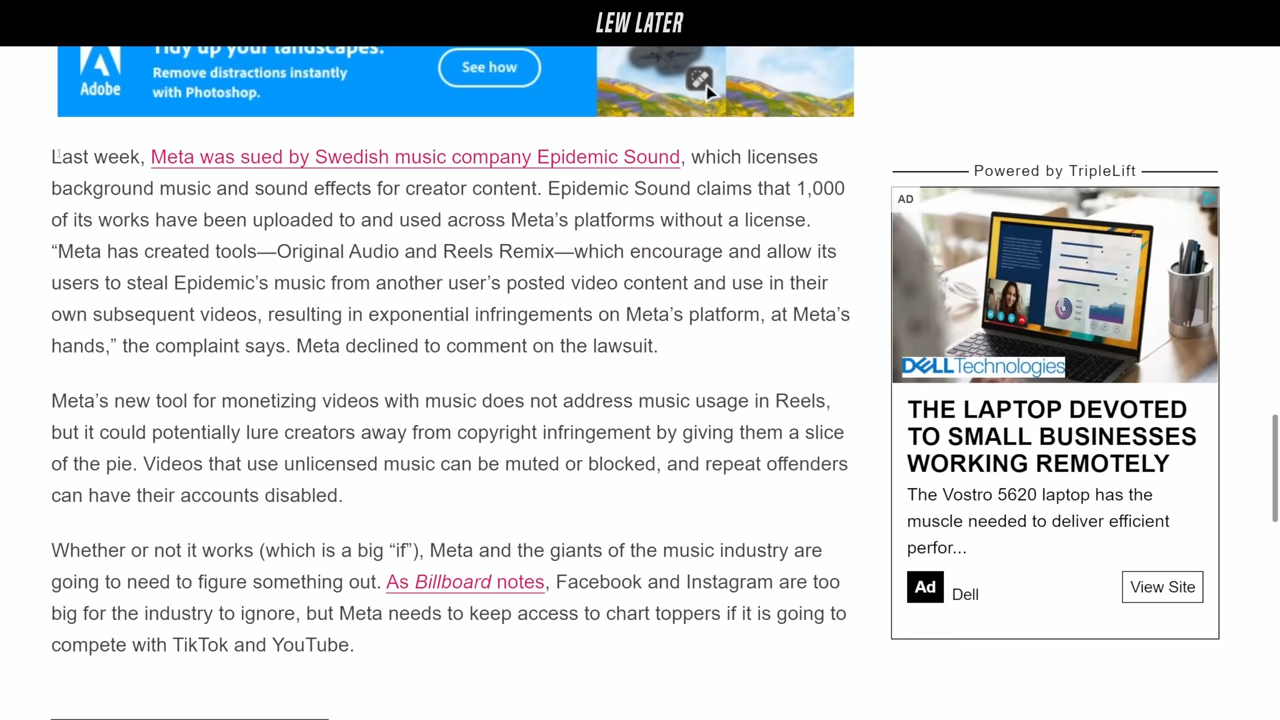 LEW LATER
Tidy up your landscapes.
Remove distractions instantly
with Photoshop.
Adobe
See how
Last week, Meta was sued by Swedish music company Epidemic Sound, which licenses
background music and sound effects for creator content. Epidemic Sound claims that 1,000
of its works have been uploaded to and used across Meta’s platforms without a license.
“Meta has created tools—Original Audio and Reels Remix—which encourage and allow its
users to steal Epidemic’s music from another user’s posted video content and use in their
own subsequent videos, resulting in exponential infringements on Meta’s platform, at Meta’s
hands,” the complaint says. Meta declined to comment on the lawsuit.
Meta’s new tool for monetizing videos with music does not address music usage in Reels,
but it could potentially lure creators away from copyright infringement by giving them a slice
of the pie. Videos that use unlicensed music can be muted or blocked, and repeat offenders
can have their accounts disabled.
Whether or not it works (which is a big “if”), Meta and the giants of the music industry are
going to need to figure something out. As Billboard notes, Facebook and Instagram are too
big for the industry to ignore, but Meta needs to keep access to chart toppers if it is going to
compete with TikTok and YouTube.
Powered by TripleLift
AD
DELL Technologies
THE LAPTOP DEVOTED
TO SMALL BUSINESSES
WORKING REMOTELY
The Vostro 5620 laptop has the
muscle needed to deliver efficient
perfor...
Ad
Dell
View Site